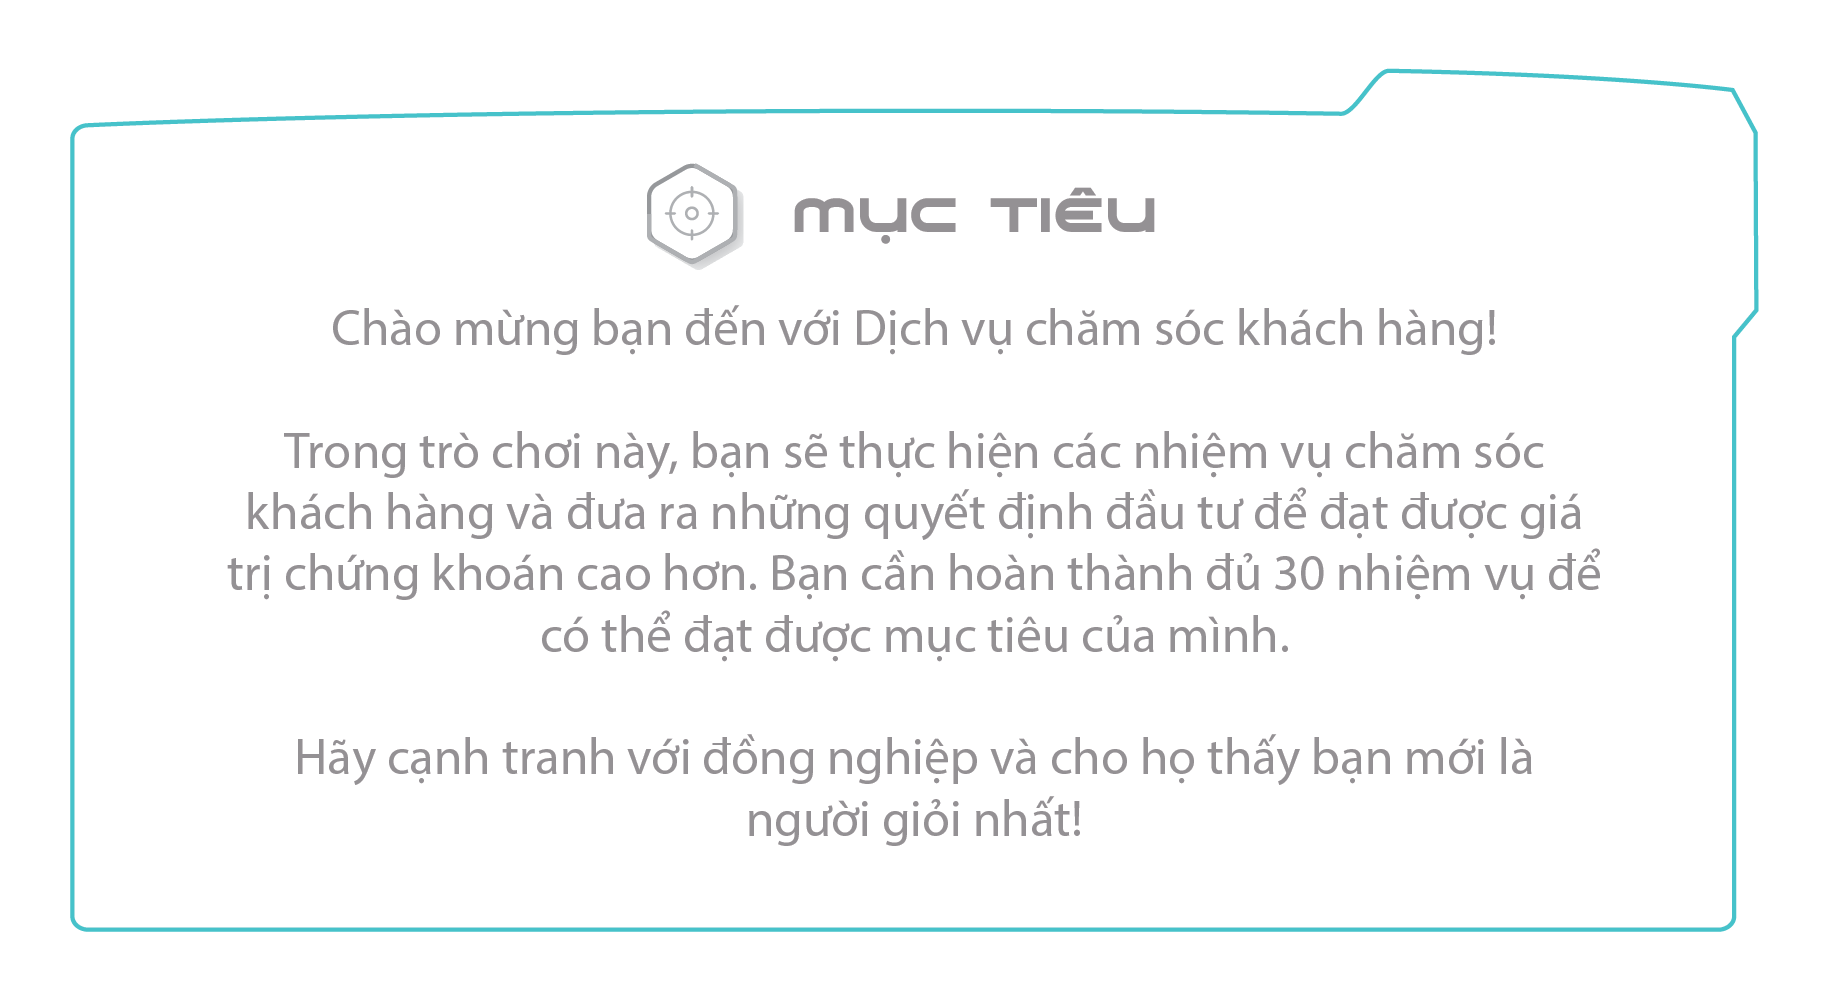 MỤC TIÊU
Chào mừng bạn đến với Dịch vụ chăm sóc khách hàng!
Trong trò chơi này, bạn sẽ thực hiện các nhiệm vụ chăm sóc
khách hàng và đưa ra những quyết định đầu tư để đạt được giá
trị chứng khoán cao hơn. Bạn cần hoàn thành đủ 30 nhiệm vụ để
có thể đạt được mục tiêu của mình.
Hãy cạnh tranh với đồng nghiệp và cho họ thấy bạn mới là
người giỏi nhất!